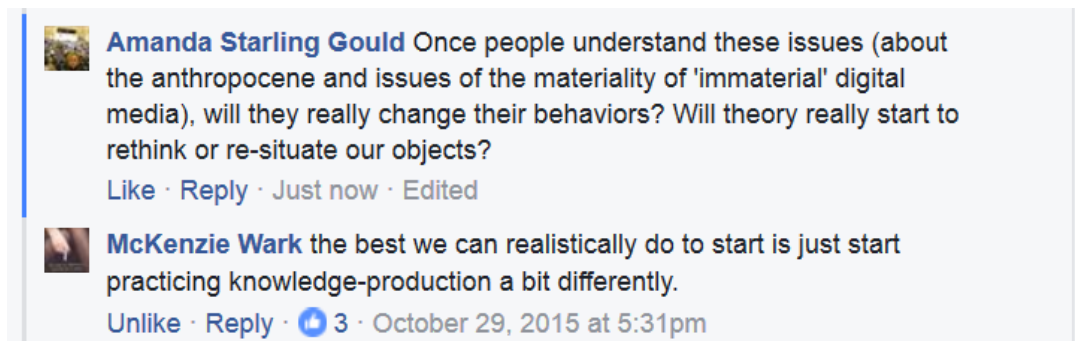 Amanda Starling Gould Once people understand these issues (about
the anthropocene and issues of the materiality of 'immaterial' digital
media), will they really change their behaviors? Will theory really start to
rethink or re-situate our objects?
Like · Reply · Just now · Edited
McKenzie Wark the best we can realistically do to start is just start
practicing knowledge-production a bit differently.
Unlike · Reply · 3 · October 29, 2015 at 5:31pm